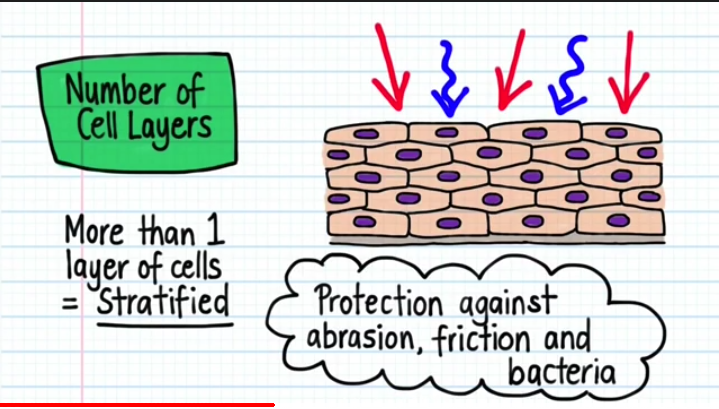 Number of
Cell Layers
More than 1
layer of cells
= Stratified
Protection against
abrasion, friction and
bacteria